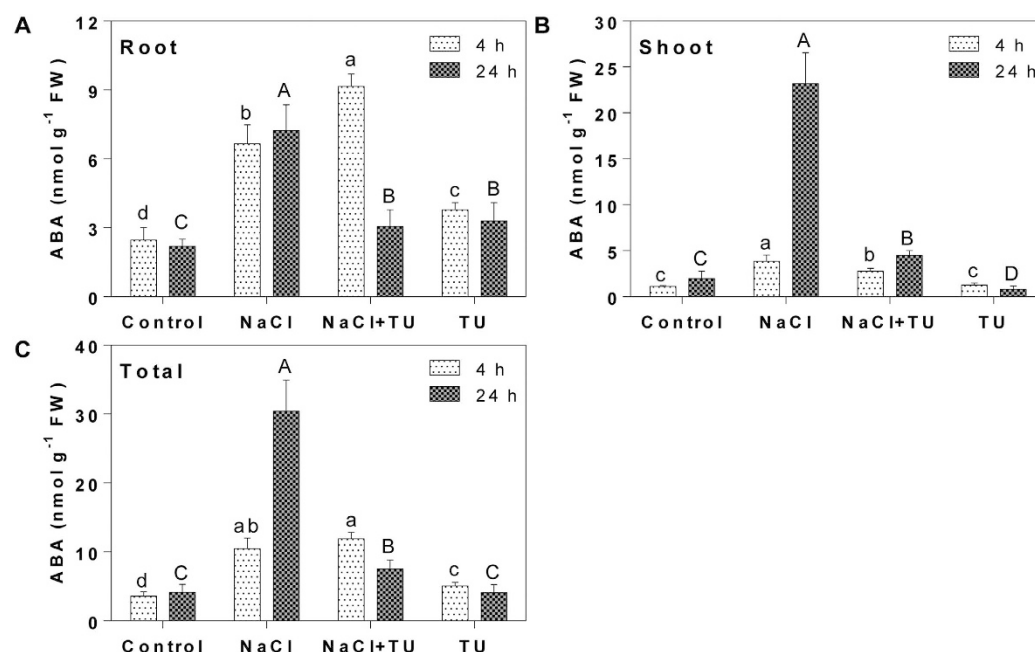 A
Root
4 h
24 h
ABA (nmol g⁻¹ FW)
12
9
6
3
0
d
C
b
A
a
B
c
B
Control NaCl NaCl+TU TU
B
Shoot
4 h
24 h
ABA (nmol g⁻¹ FW)
30
25
20
15
10
5
0
c
C
a
A
b
B
c
D
Control NaCl NaCl+TU TU
C
Total
4 h
24 h
ABA (nmol g⁻¹ FW)
40
30
20
10
0
d
C
ab
A
a
B
c
C
Control NaCl NaCl+TU TU